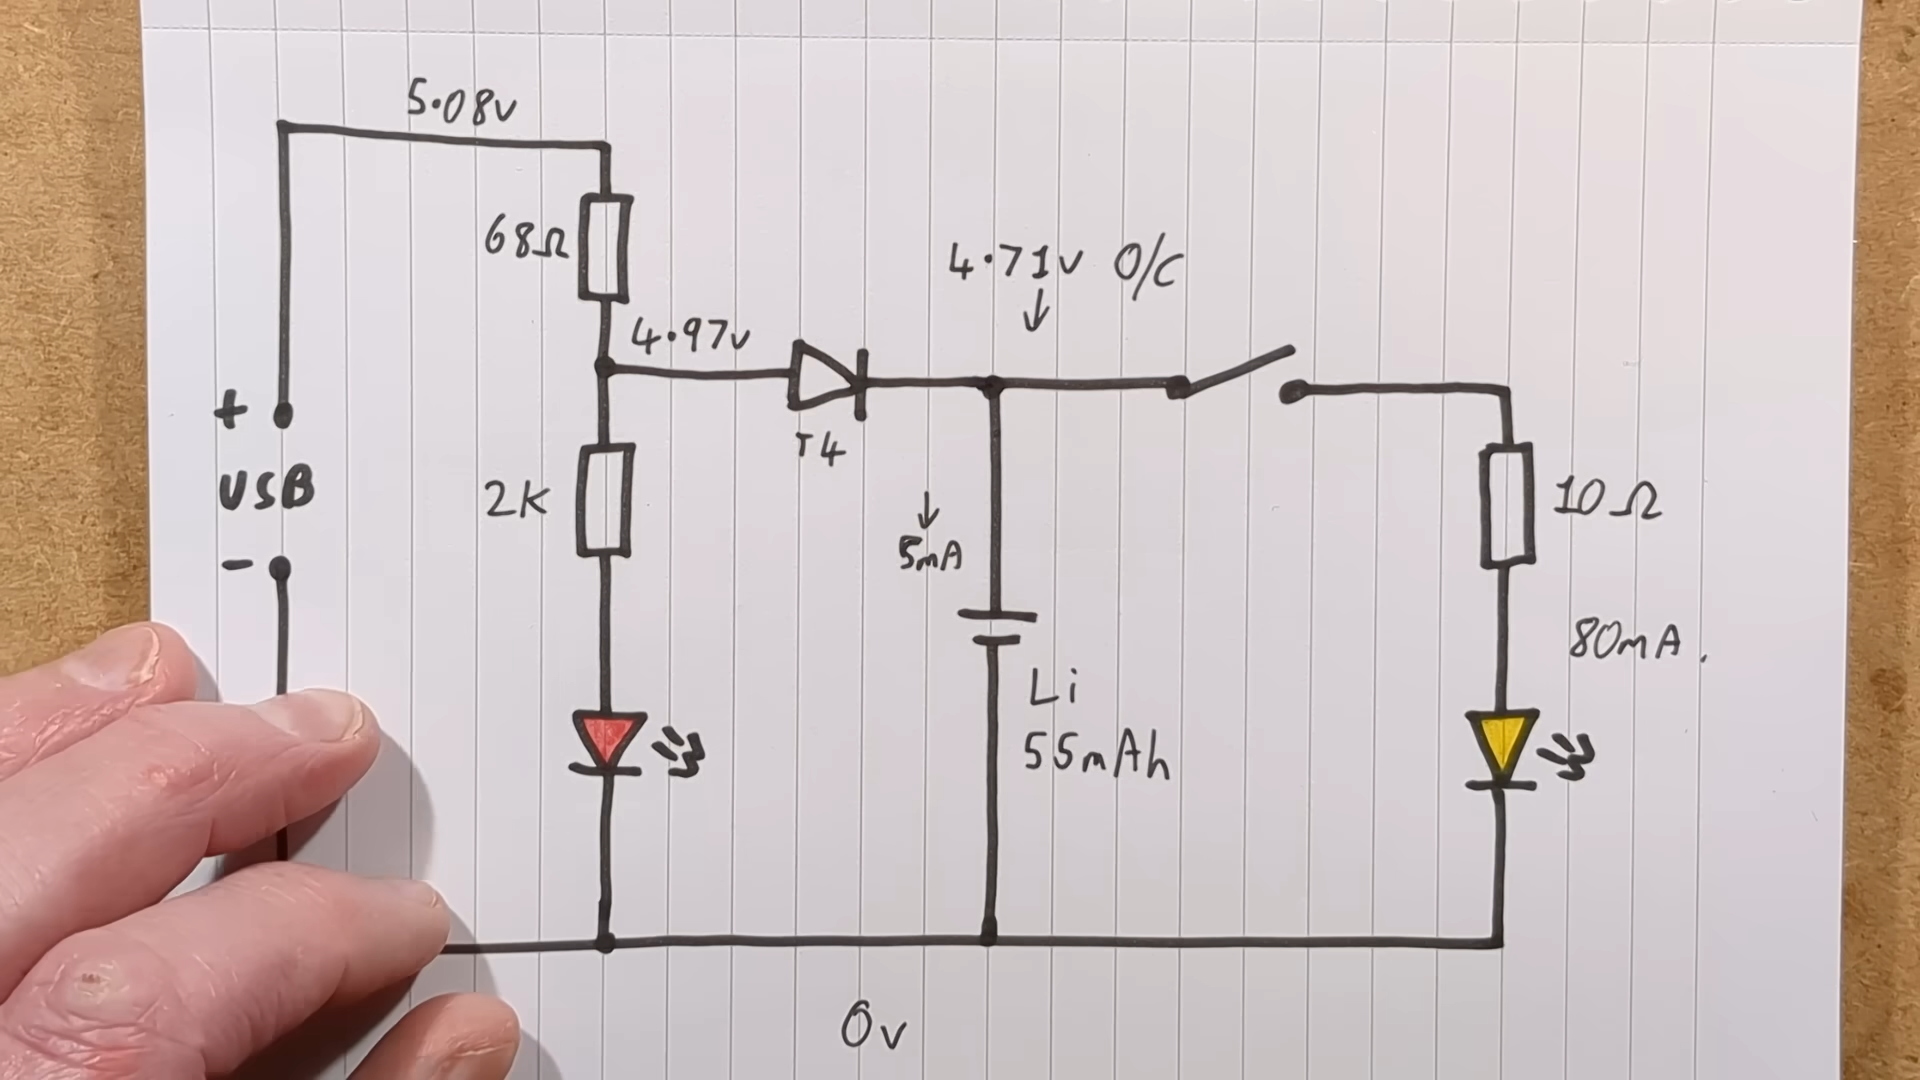 5.08v
68Ω
4.97v
4.71v O/C
↓
T4
+
USB
-
2K
↓
5mA
10Ω
80mA.
Li
55mAh
0v